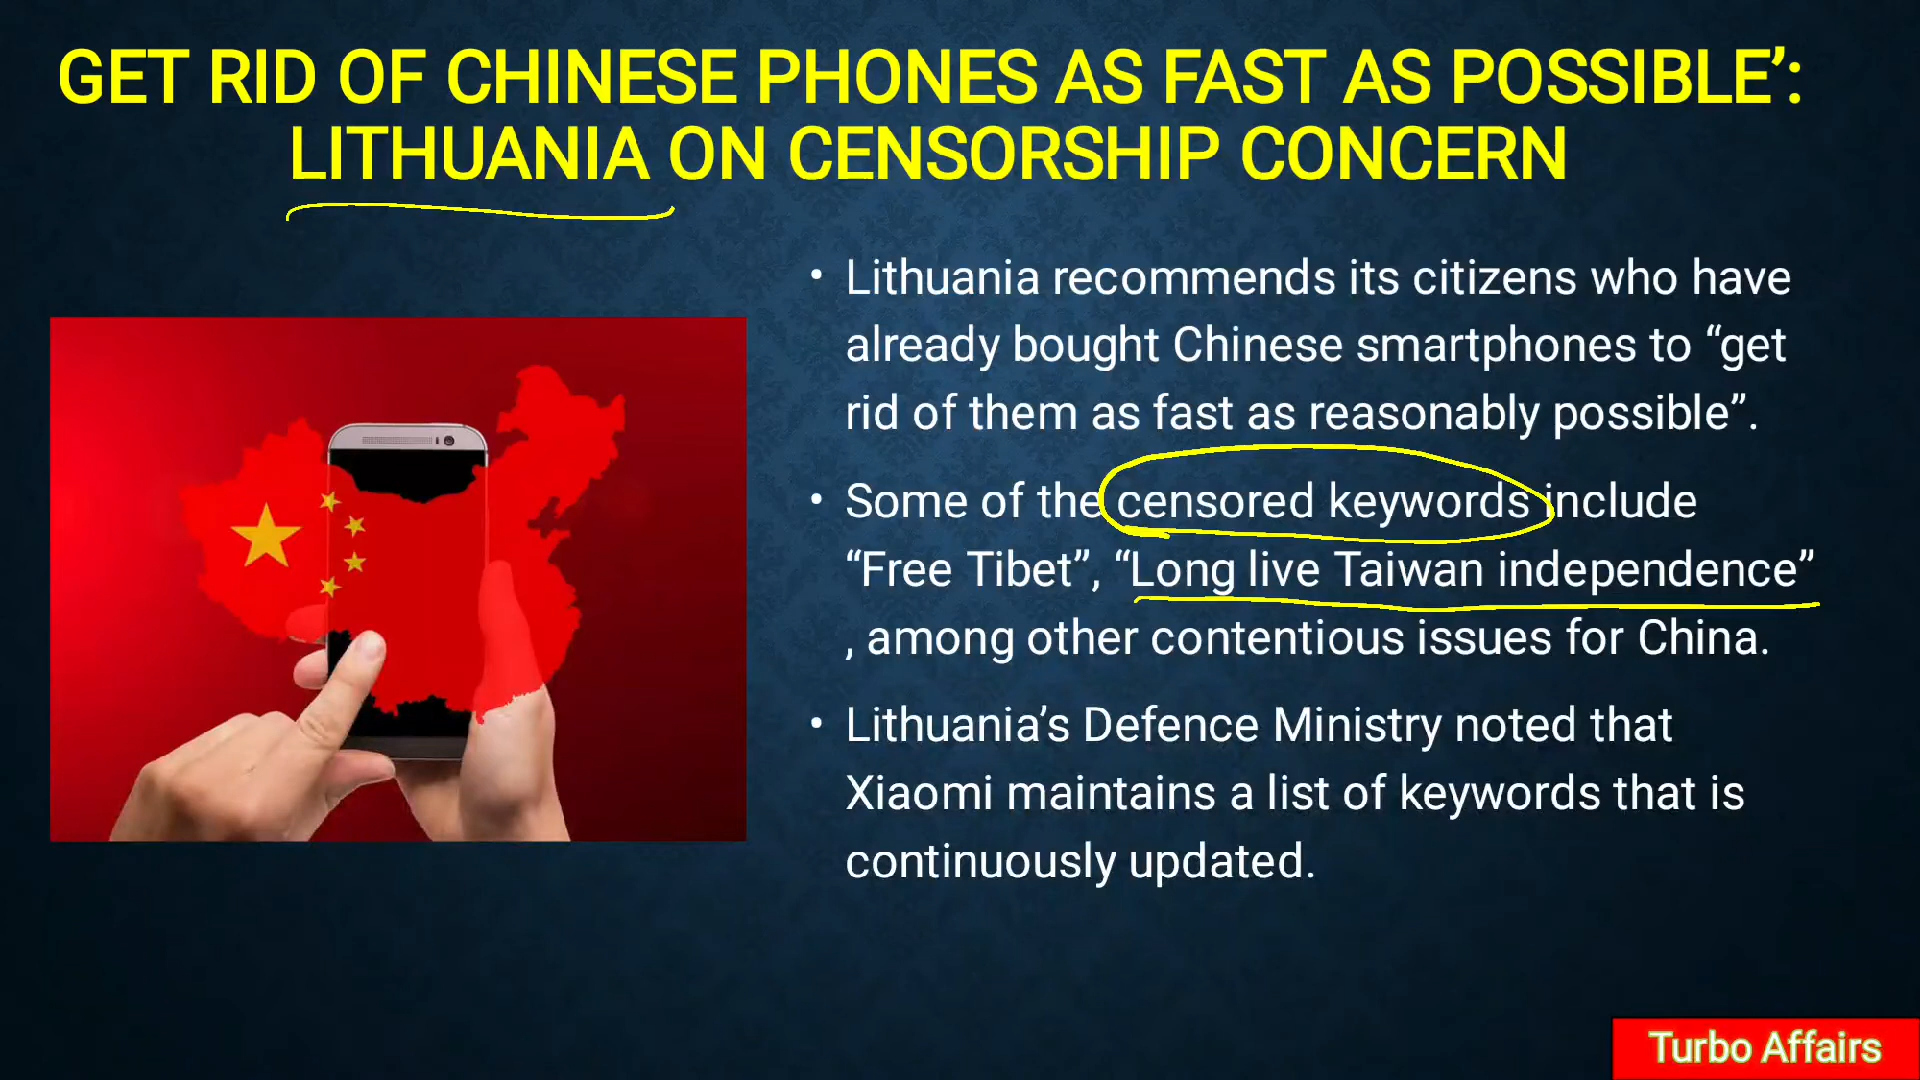 GET RID OF CHINESE PHONES AS FAST AS POSSIBLE’:
LITHUANIA ON CENSORSHIP CONCERN
• Lithuania recommends its citizens who have
already bought Chinese smartphones to “get
rid of them as fast as reasonably possible”.
• Some of the censored keywords include
“Free Tibet”, “Long live Taiwan independence”
, among other contentious issues for China.
• Lithuania’s Defence Ministry noted that
Xiaomi maintains a list of keywords that is
continuously updated.
Turbo Affairs